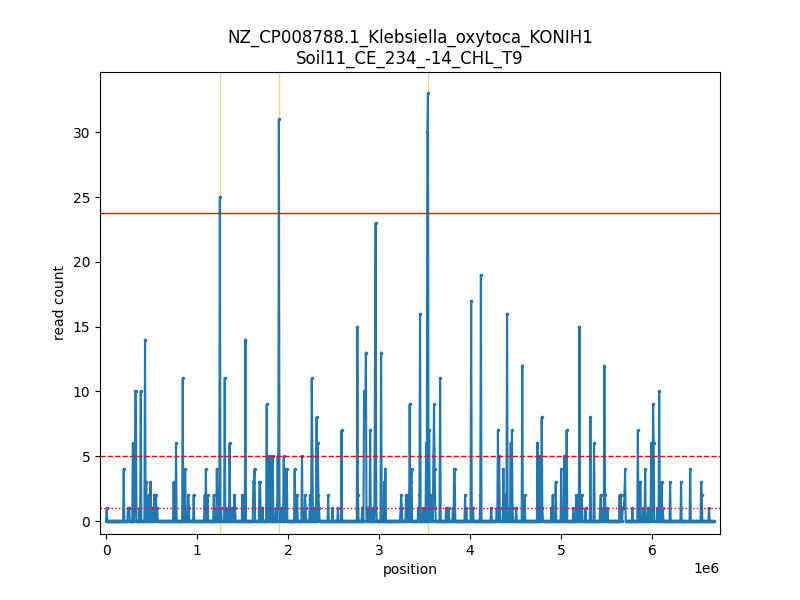 NZ_CP008788.1_Klebsiella_oxytoca_KONIH1
Soil11_CE_234_-14_CHL_T9
read count
30
25
20
15
10
5
0
0 1 2 3 4 5 6
1e6
position